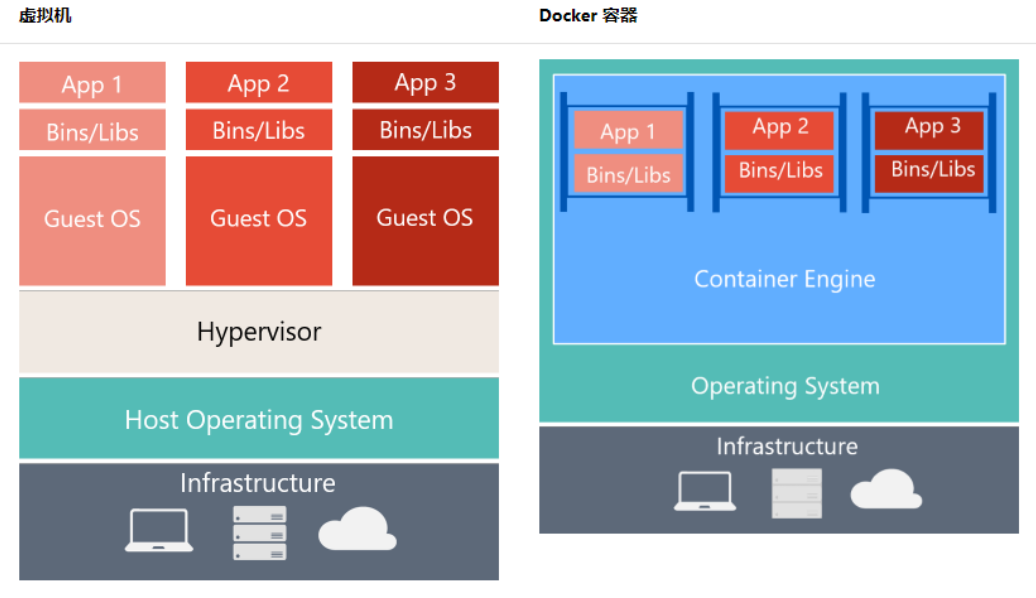 虚拟机
App 1
App 2
App 3
Bins/Libs
Bins/Libs
Bins/Libs
Guest OS
Guest OS
Guest OS
Hypervisor
Host Operating System
Infrastructure
Docker 容器
App 1
App 2
App 3
Bins/Libs
Bins/Libs
Bins/Libs
Container Engine
Operating System
Infrastructure